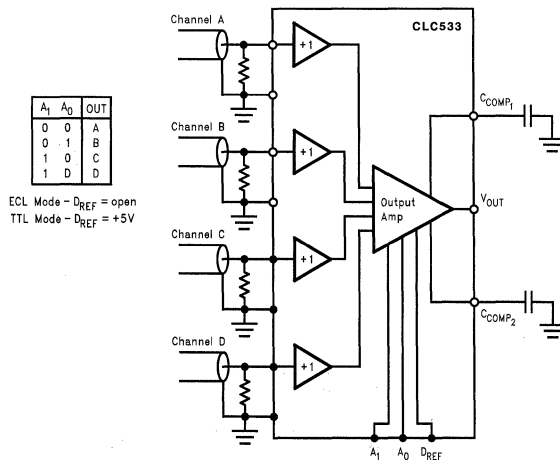 Channel A
CLC533
+1
A1 A0 OUT
0 0 A
0 1 B
1 0 C
1 D D
ECL Mode – DREF = open
TTL Mode – DREF = +5V
Channel B
+1
CCOMP1
Output
Amp
VOUT
Channel C
+1
CCOMP2
Channel D
+1
A1 A0 DREF